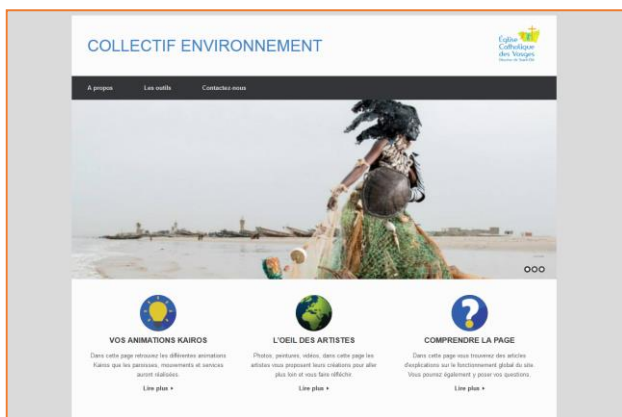 COLLECTIF ENVIRONNEMENT
Église
Catholique
des Vosges
A propos Les outils Contactez-nous
VOS ANIMATIONS KAIROS
Dans cette page retrouvez les différentes animations
Kairos que les paroisses, mouvements et services
auront réalisées.
Lire plus
L'OEIL DES ARTISTES
Photos, peintures, vidéos, dans cette page les
artistes vous proposent leurs créations pour aller
plus loin et vous faire réfléchir.
Lire plus
COMPRENDRE LA PAGE
Dans cette page vous trouverez des articles
d'explications sur le fonctionnement global du site.
Vous pourrez également y poser vos questions.
Lire plus